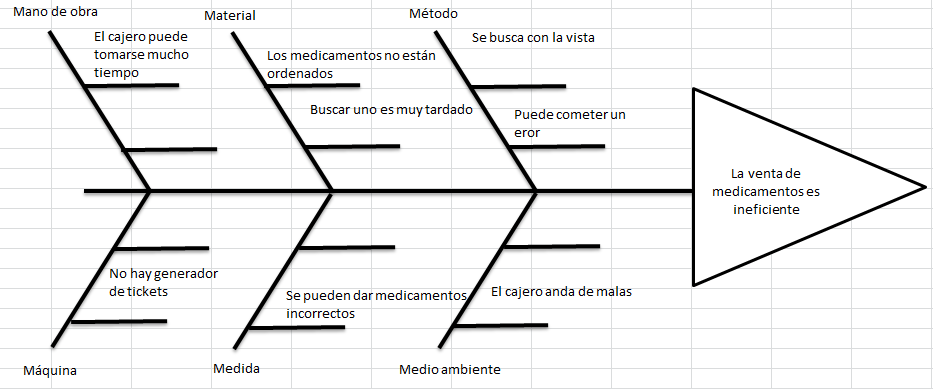 Mano de obra
Material
Método
El cajero puede
tomarse mucho
tiempo
Los medicamentos no están
ordenados
Se busca con la vista
Buscar uno es muy tardado
Puede cometer un
eror
La venta de
medicamentos es
ineficiente
No hay generador
de tickets
Se pueden dar medicamentos
incorrectos
El cajero anda de malas
Máquina
Medida
Medio ambiente